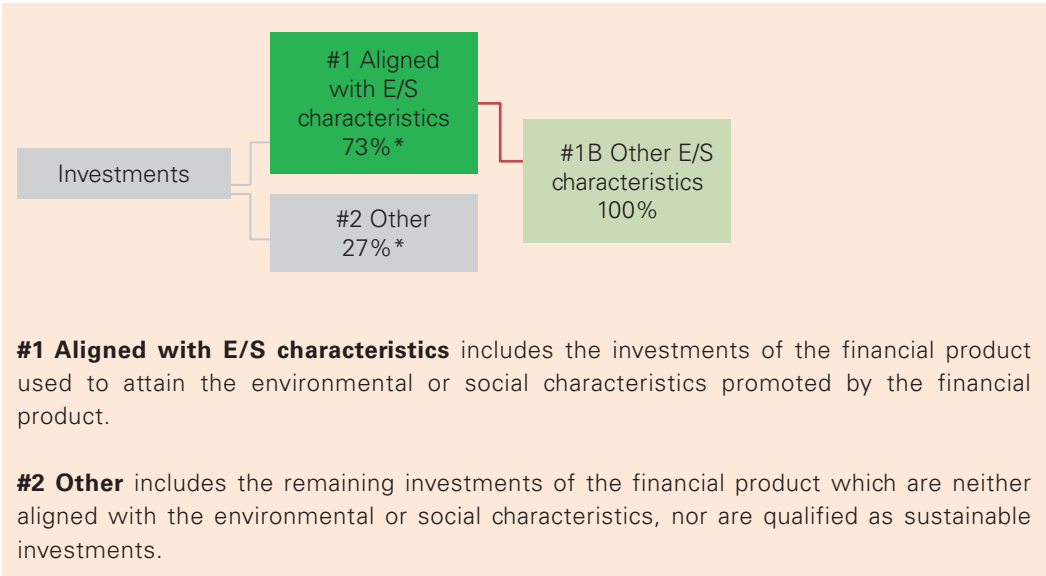 #1 Aligned
with E/S
characteristics
73%*
Investments
#1B Other E/S
characteristics
100%
#2 Other
27%*
#1 Aligned with E/S characteristics includes the investments of the financial product
used to attain the environmental or social characteristics promoted by the financial
product.
#2 Other includes the remaining investments of the financial product which are neither
aligned with the environmental or social characteristics, nor are qualified as sustainable
investments.